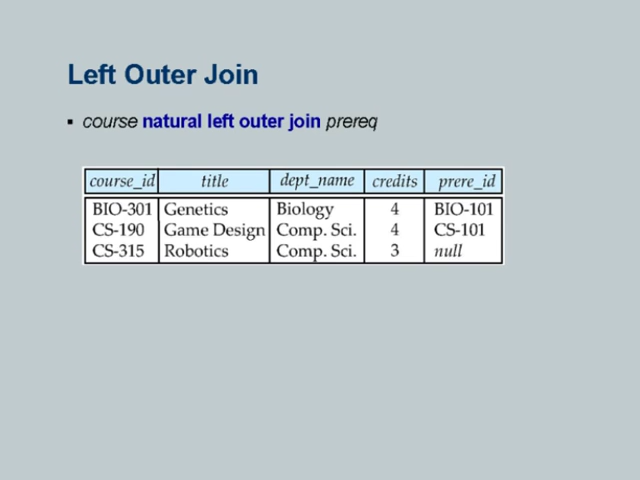 Left Outer Join
▪ course natural left outer join prereq
course_id title dept_name credits prere_id
BIO-301 Genetics Biology 4 BIO-101
CS-190 Game Design Comp. Sci. 4 CS-101
CS-315 Robotics Comp. Sci. 3 null